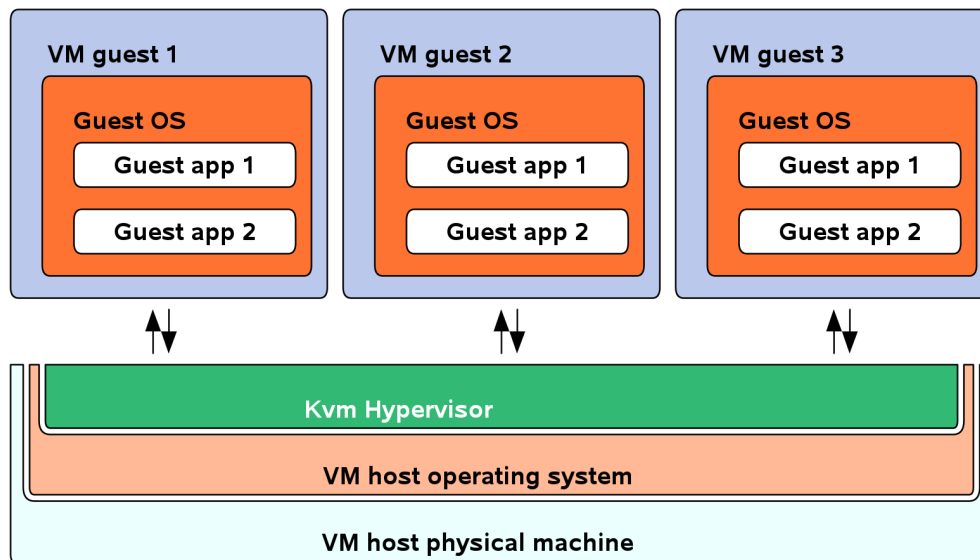 VM guest 1
Guest OS
Guest app 1
Guest app 2
VM guest 2
Guest OS
Guest app 1
Guest app 2
VM guest 3
Guest OS
Guest app 1
Guest app 2
Kvm Hypervisor
VM host operating system
VM host physical machine